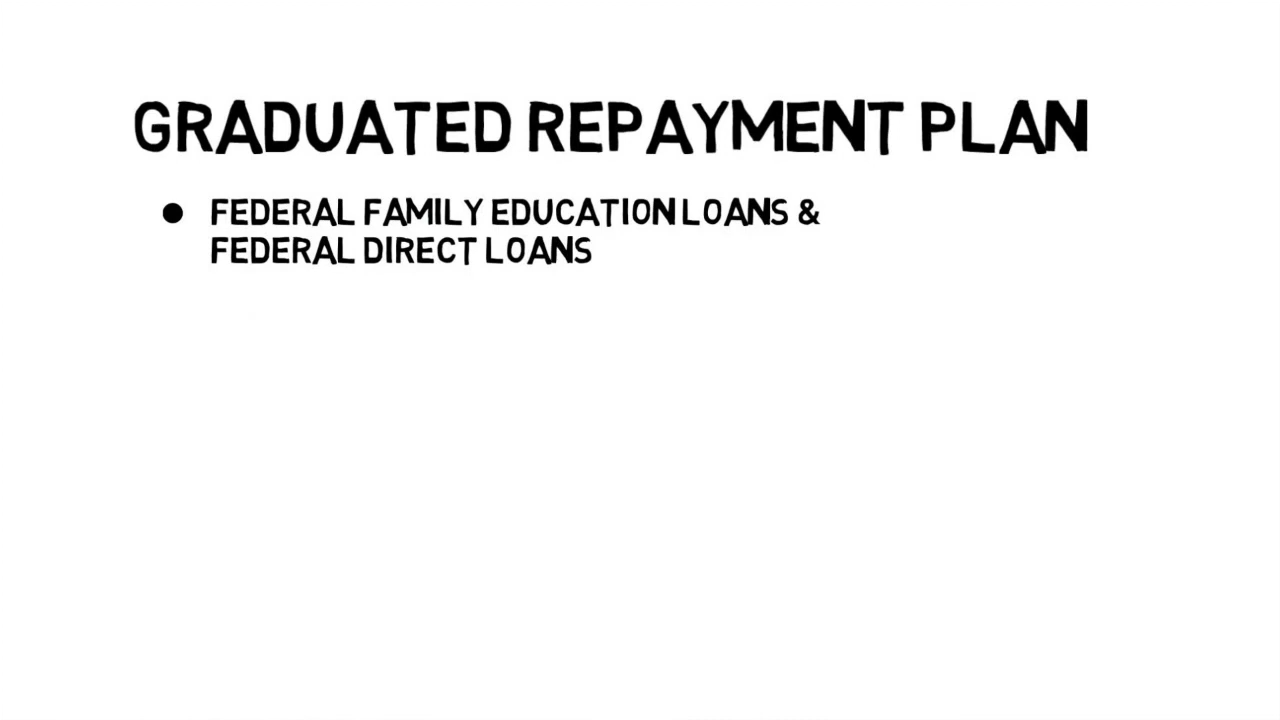 GRADUATED REPAYMENT PLAN
● FEDERAL FAMILY EDUCATION LOANS &
FEDERAL DIRECT LOANS